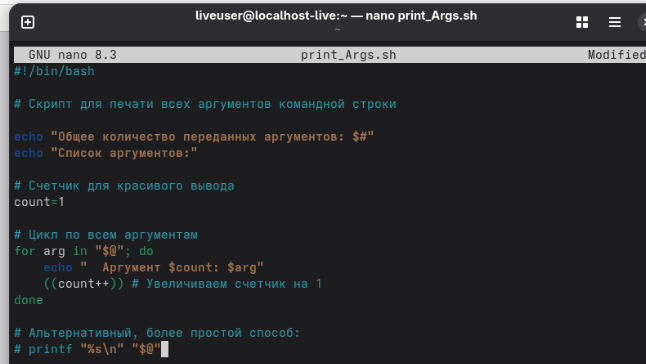 liveuser@localhost-live:~ — nano print_Args.sh
~
GNU nano 8.3 print_Args.sh Modified
#!/bin/bash
# Скрипт для печати всех аргументов командной строки
echo "Общее количество переданных аргументов: $#"
echo "Список аргументов:"
# Счетчик для красивого вывода
count=1
# Цикл по всем аргументам
for arg in "$@"; do
    echo "  Аргумент $count: $arg"
    ((count++)) # Увеличиваем счетчик на 1
done
# Альтернативный, более простой способ:
# printf "%s\n" "$@"